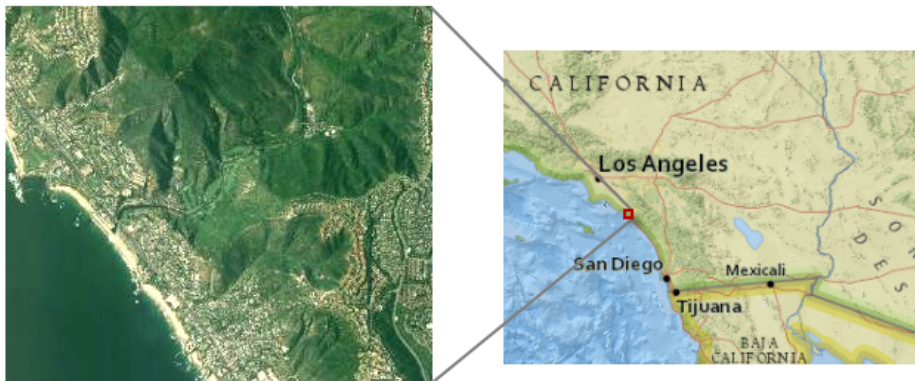 CALIFORNIA
Los Angeles
San Diego
Mexicali
Tijuana
BAJA
CALIFORNIA
S O N
D E S